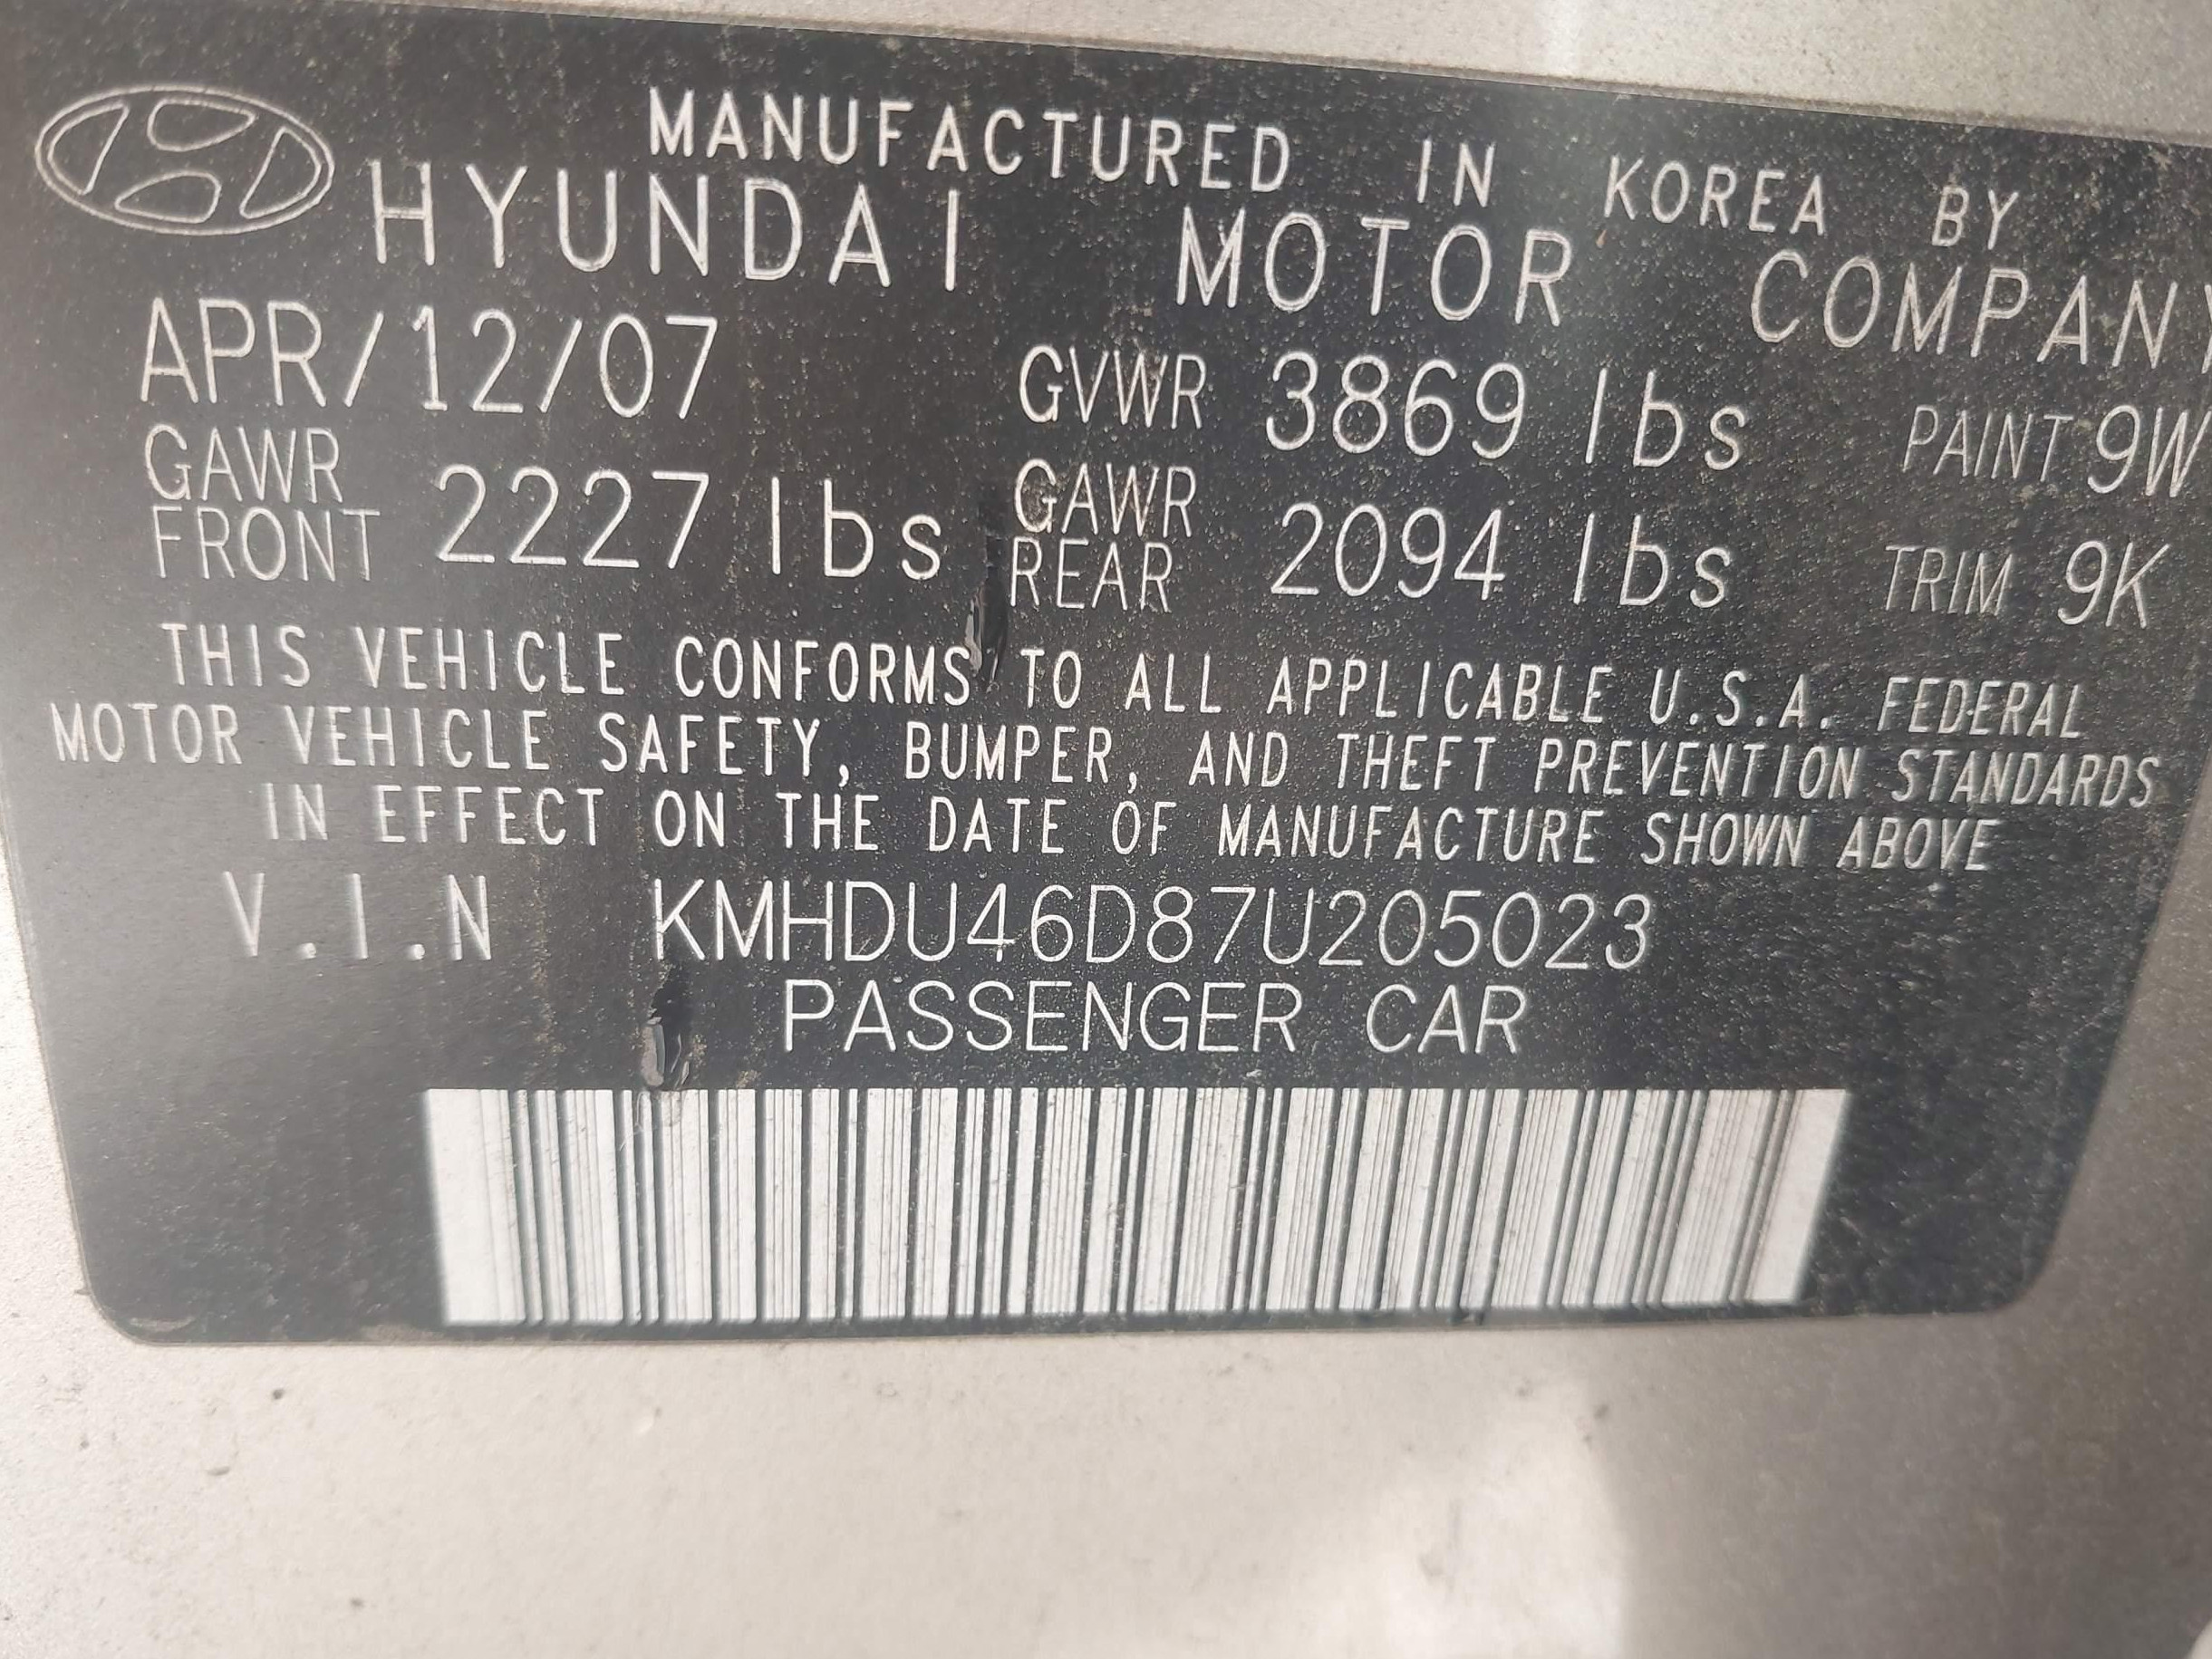 MANUFACTURED IN KOREA BY
HYUNDAI MOTOR COMPANY
APR/12/07 GVWR 3869 lbs PAINT 9W
GAWR FRONT 2227 lbs GAWR REAR 2094 lbs TRIM 9K
THIS VEHICLE CONFORMS TO ALL APPLICABLE U.S.A. FEDERAL
MOTOR VEHICLE SAFETY, BUMPER, AND THEFT PREVENTION STANDARDS
IN EFFECT ON THE DATE OF MANUFACTURE SHOWN ABOVE
V.I.N KMHDU46D87U205023
PASSENGER CAR